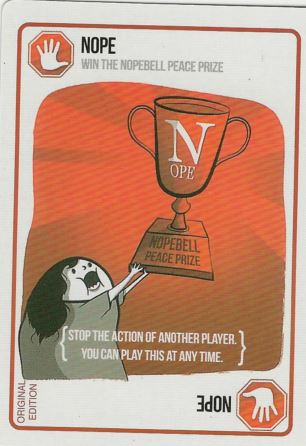 NOPE
WIN THE NOPEBELL PEACE PRIZE
N
OPE
NOPEBELL
PEACE PRIZE
STOP THE ACTION OF ANOTHER PLAYER.
YOU CAN PLAY THIS AT ANY TIME.
ORIGINAL
EDITION
NOPE